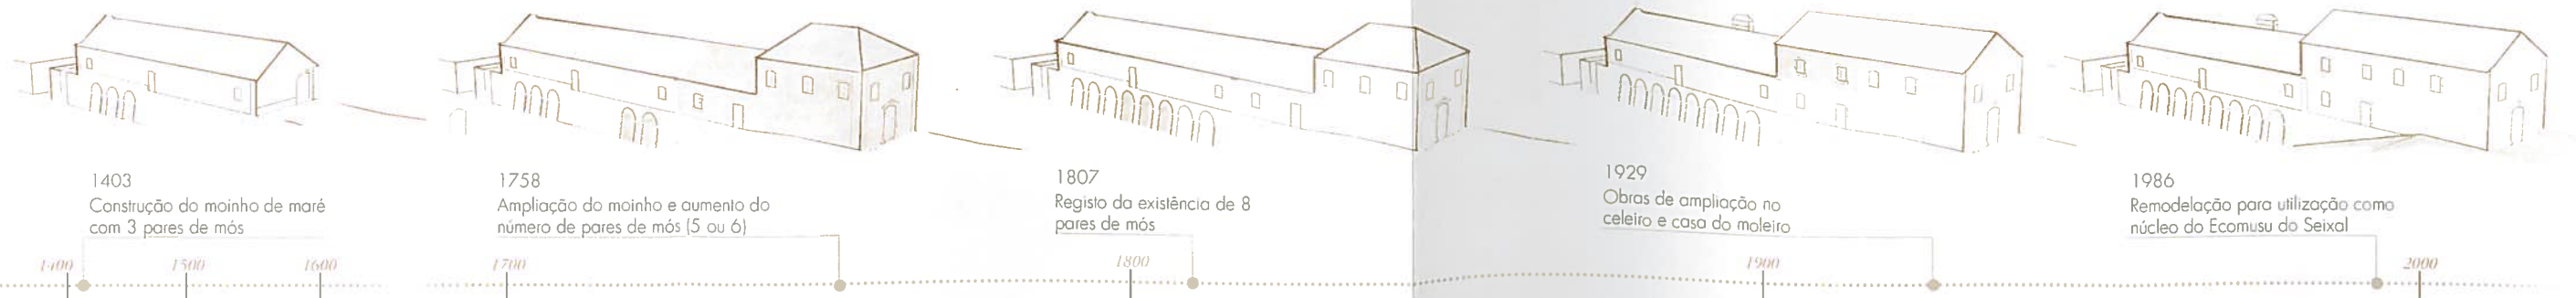 1403
Construção do moinho de maré
com 3 pares de mós
1758
Ampliação do moinho e aumento do
número de pares de mós (5 ou 6)
1807
Registo da existência de 8
pares de mós
1929
Obras de ampliação no
celeiro e casa do moleiro
1986
Remodelação para utilização como
núcleo do Ecomusu do Seixal
1400
1500
1600
1700
1800
1900
2000